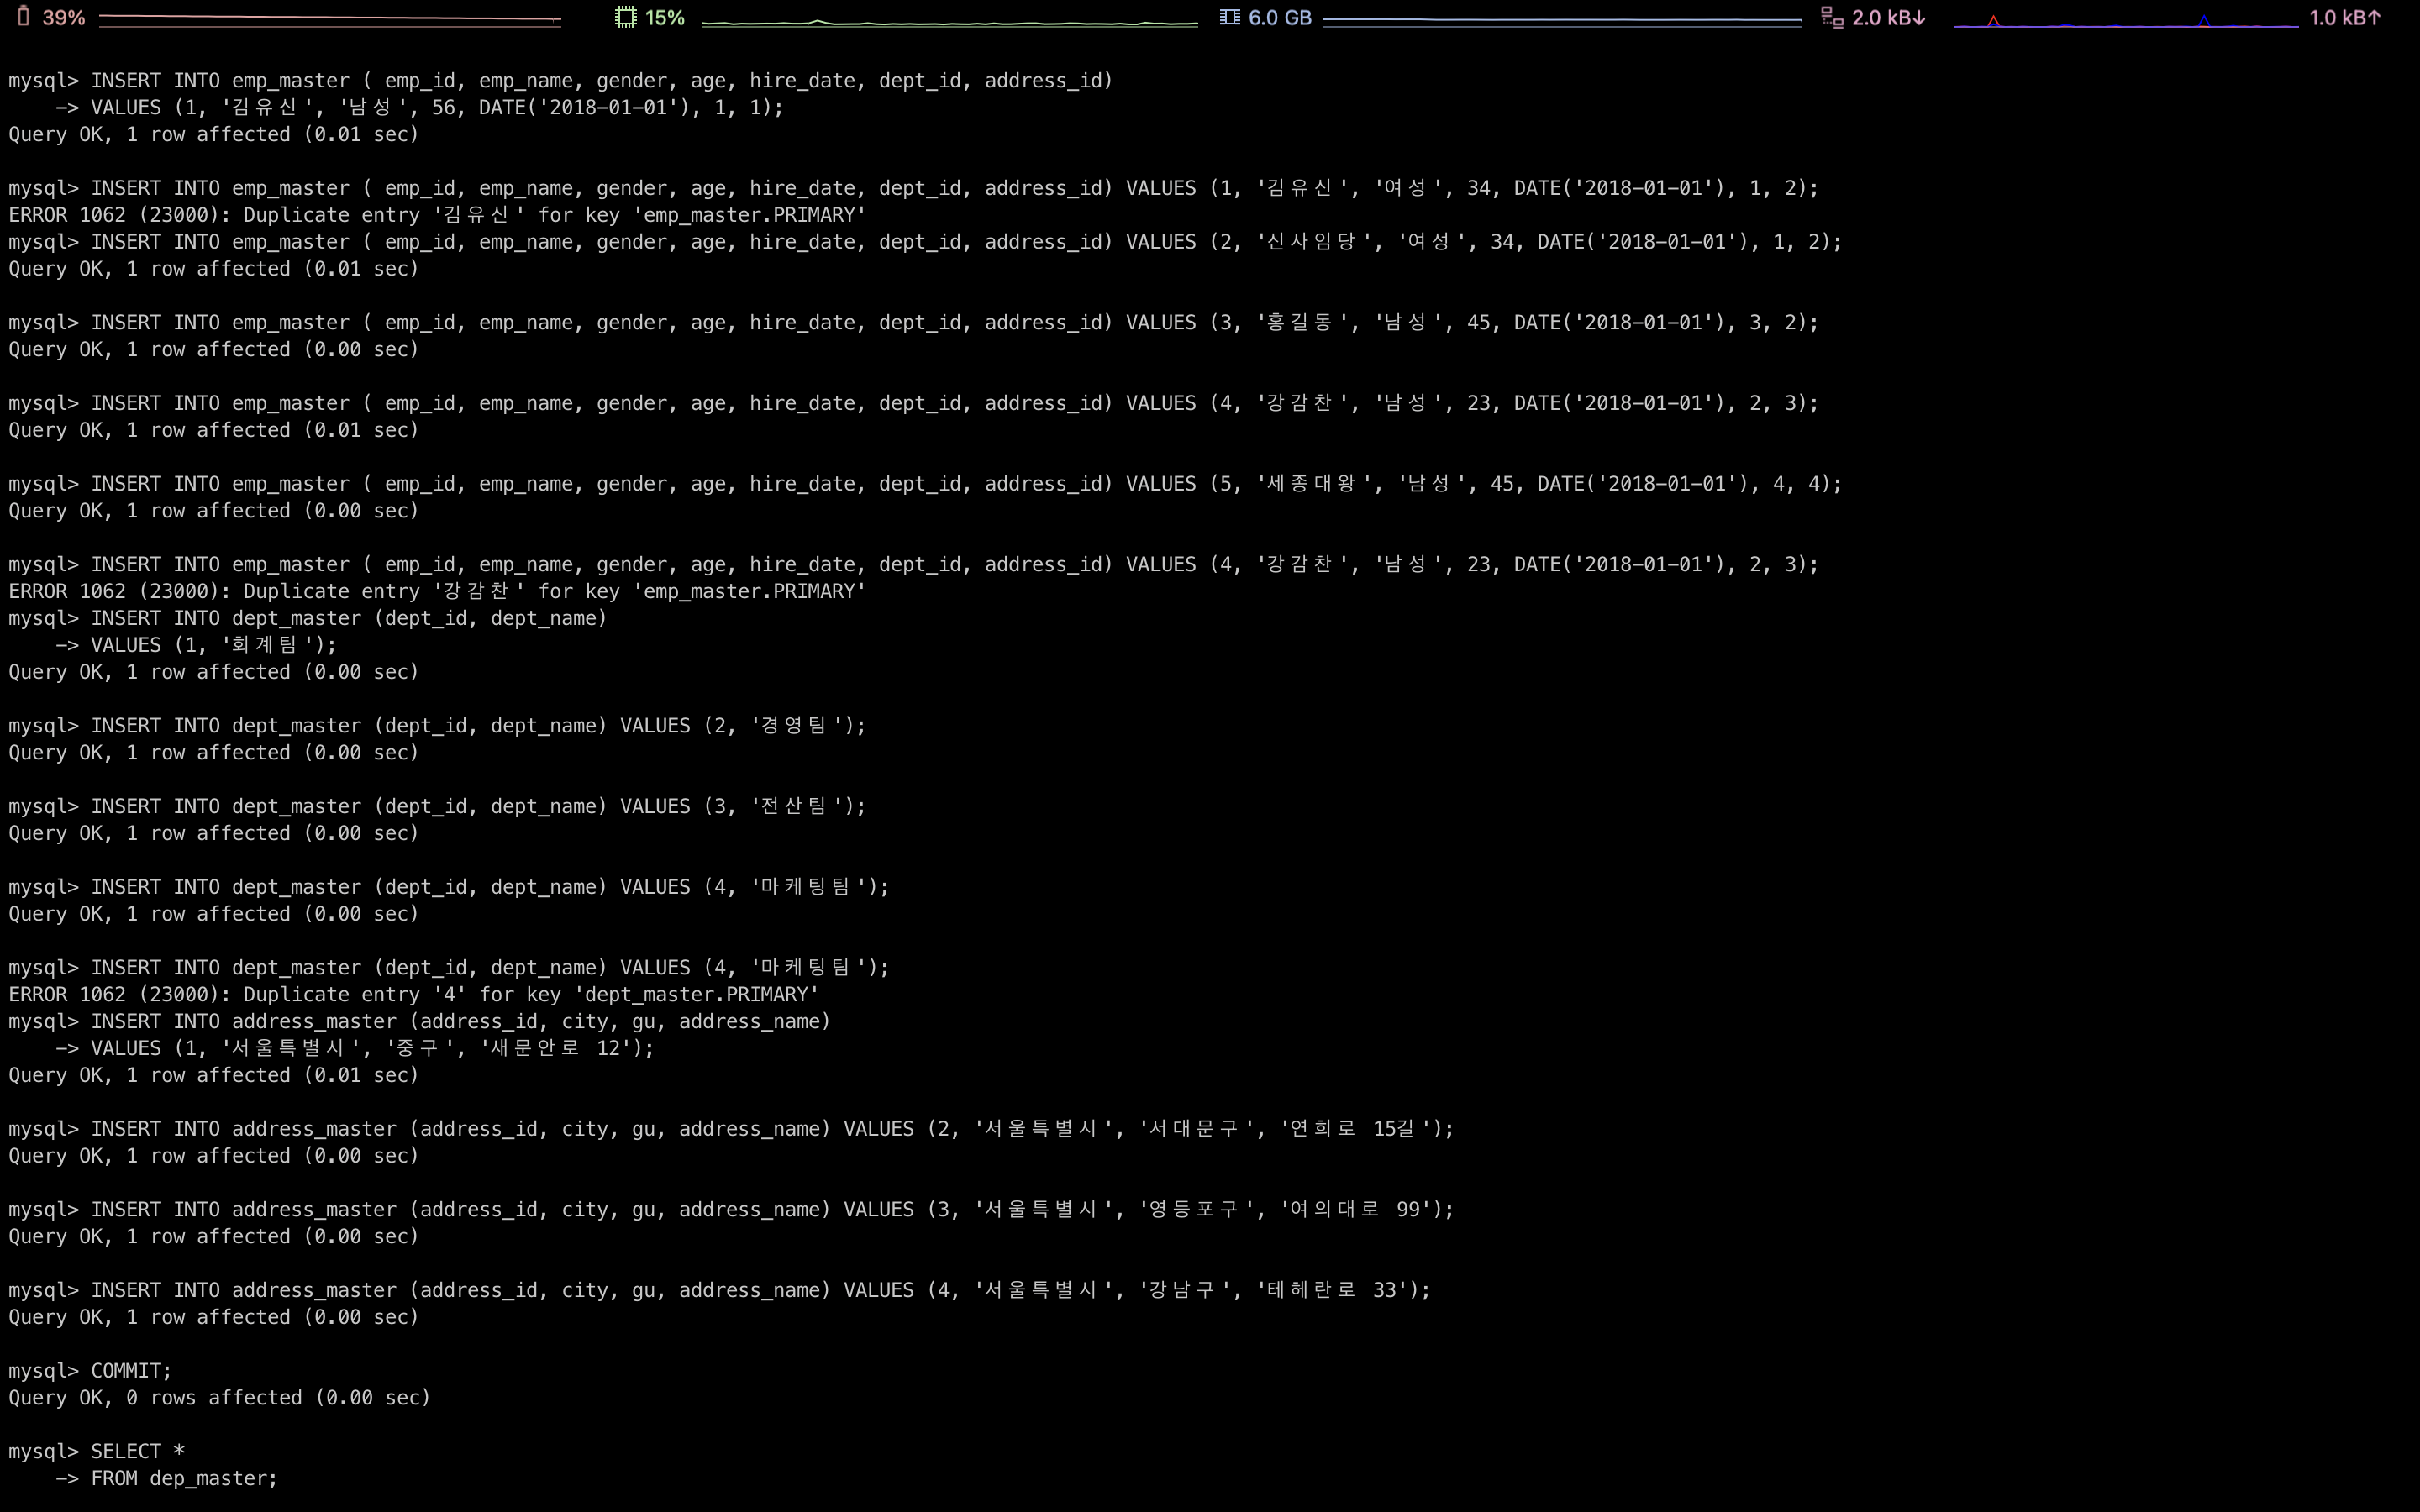 39% 15% 6.0 GB 2.0 kB↓ 1.0 kB↑
mysql> INSERT INTO emp_master ( emp_id, emp_name, gender, age, hire_date, dept_id, address_id)
    -> VALUES (1, '김유신', '남성', 56, DATE('2018-01-01'), 1, 1);
Query OK, 1 row affected (0.01 sec)
mysql> INSERT INTO emp_master ( emp_id, emp_name, gender, age, hire_date, dept_id, address_id) VALUES (1, '김유신', '여성', 34, DATE('2018-01-01'), 1, 2);
ERROR 1062 (23000): Duplicate entry '김유신' for key 'emp_master.PRIMARY'
mysql> INSERT INTO emp_master ( emp_id, emp_name, gender, age, hire_date, dept_id, address_id) VALUES (2, '신사임당', '여성', 34, DATE('2018-01-01'), 1, 2);
Query OK, 1 row affected (0.01 sec)
mysql> INSERT INTO emp_master ( emp_id, emp_name, gender, age, hire_date, dept_id, address_id) VALUES (3, '홍길동', '남성', 45, DATE('2018-01-01'), 3, 2);
Query OK, 1 row affected (0.00 sec)
mysql> INSERT INTO emp_master ( emp_id, emp_name, gender, age, hire_date, dept_id, address_id) VALUES (4, '강감찬', '남성', 23, DATE('2018-01-01'), 2, 3);
Query OK, 1 row affected (0.01 sec)
mysql> INSERT INTO emp_master ( emp_id, emp_name, gender, age, hire_date, dept_id, address_id) VALUES (5, '세종대왕', '남성', 45, DATE('2018-01-01'), 4, 4);
Query OK, 1 row affected (0.00 sec)
mysql> INSERT INTO emp_master ( emp_id, emp_name, gender, age, hire_date, dept_id, address_id) VALUES (4, '강감찬', '남성', 23, DATE('2018-01-01'), 2, 3);
ERROR 1062 (23000): Duplicate entry '강감찬' for key 'emp_master.PRIMARY'
mysql> INSERT INTO dept_master (dept_id, dept_name)
    -> VALUES (1, '회계팀');
Query OK, 1 row affected (0.00 sec)
mysql> INSERT INTO dept_master (dept_id, dept_name) VALUES (2, '경영팀');
Query OK, 1 row affected (0.00 sec)
mysql> INSERT INTO dept_master (dept_id, dept_name) VALUES (3, '전산팀');
Query OK, 1 row affected (0.00 sec)
mysql> INSERT INTO dept_master (dept_id, dept_name) VALUES (4, '마케팅팀');
Query OK, 1 row affected (0.00 sec)
mysql> INSERT INTO dept_master (dept_id, dept_name) VALUES (4, '마케팅팀');
ERROR 1062 (23000): Duplicate entry '4' for key 'dept_master.PRIMARY'
mysql> INSERT INTO address_master (address_id, city, gu, address_name)
    -> VALUES (1, '서울특별시', '중구', '새문안로 12');
Query OK, 1 row affected (0.01 sec)
mysql> INSERT INTO address_master (address_id, city, gu, address_name) VALUES (2, '서울특별시', '서대문구', '연희로 15길');
Query OK, 1 row affected (0.00 sec)
mysql> INSERT INTO address_master (address_id, city, gu, address_name) VALUES (3, '서울특별시', '영등포구', '여의대로 99');
Query OK, 1 row affected (0.00 sec)
mysql> INSERT INTO address_master (address_id, city, gu, address_name) VALUES (4, '서울특별시', '강남구', '테헤란로 33');
Query OK, 1 row affected (0.00 sec)
mysql> COMMIT;
Query OK, 0 rows affected (0.00 sec)
mysql> SELECT *
    -> FROM dep_master;